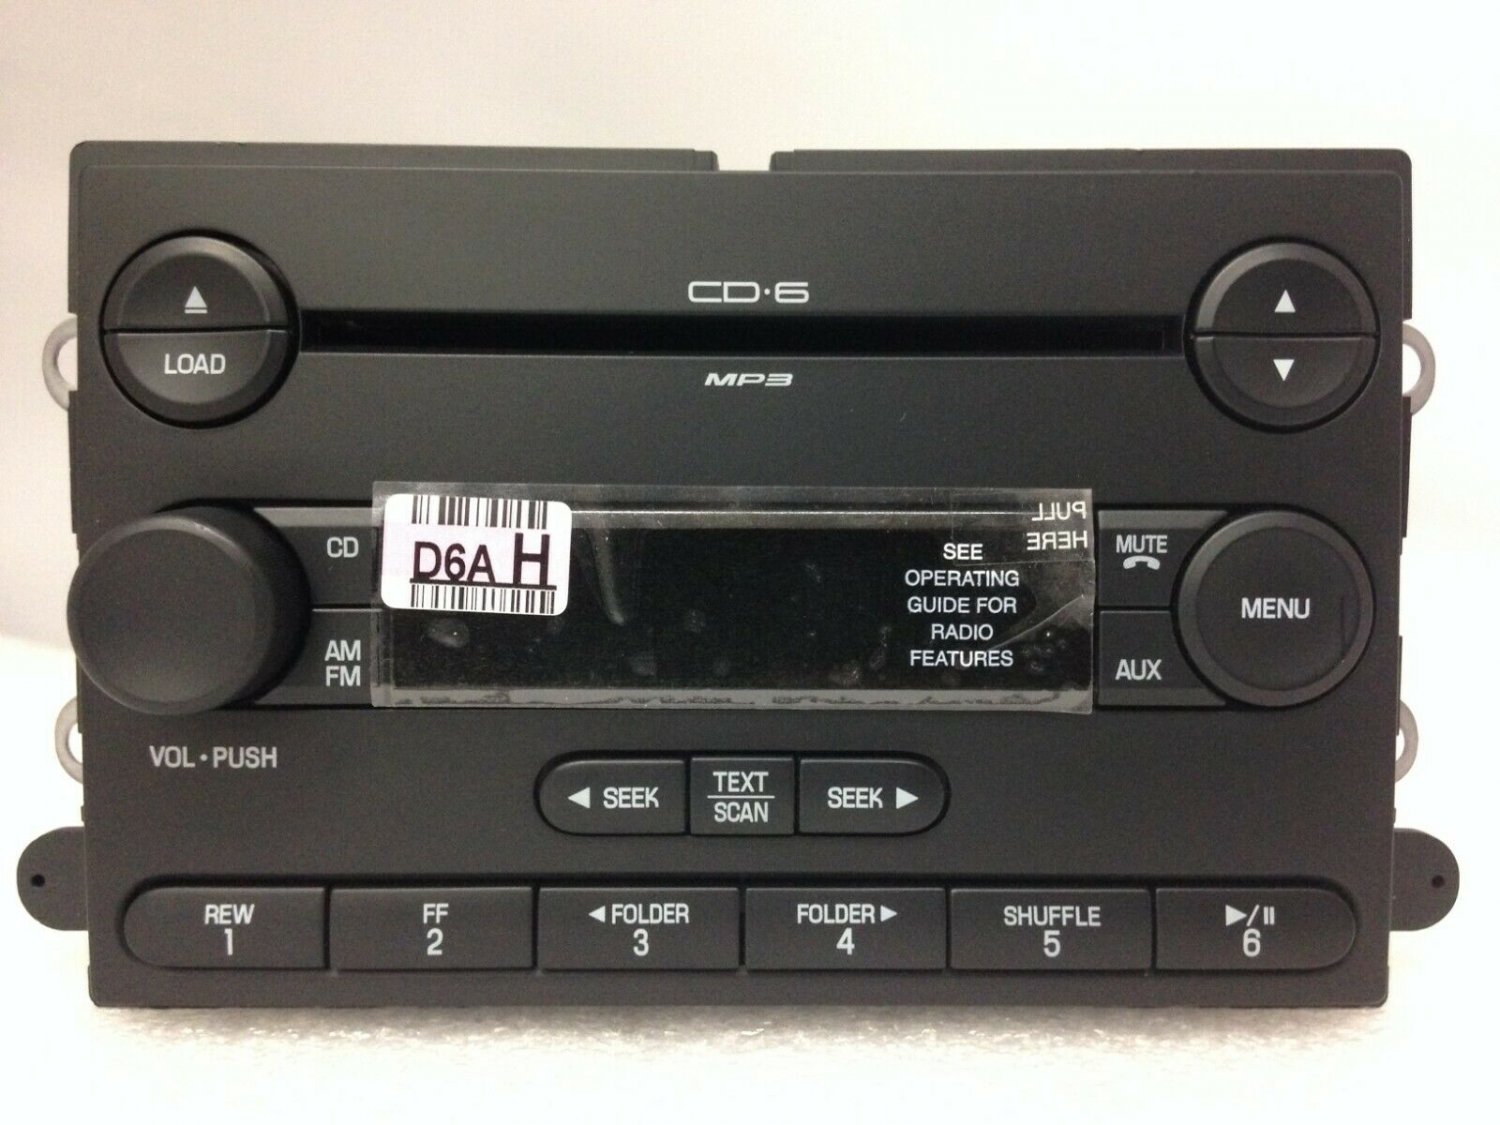 CD·6
LOAD
MP3
CD
D6A H
PULL
HERE
SEE
OPERATING
GUIDE FOR
RADIO
FEATURES
MUTE
MENU
AM
FM
AUX
VOL·PUSH
◀ SEEK
TEXT
SCAN
SEEK ▶
REW
1
FF
2
◀FOLDER
3
FOLDER▶
4
SHUFFLE
5
▶/II
6